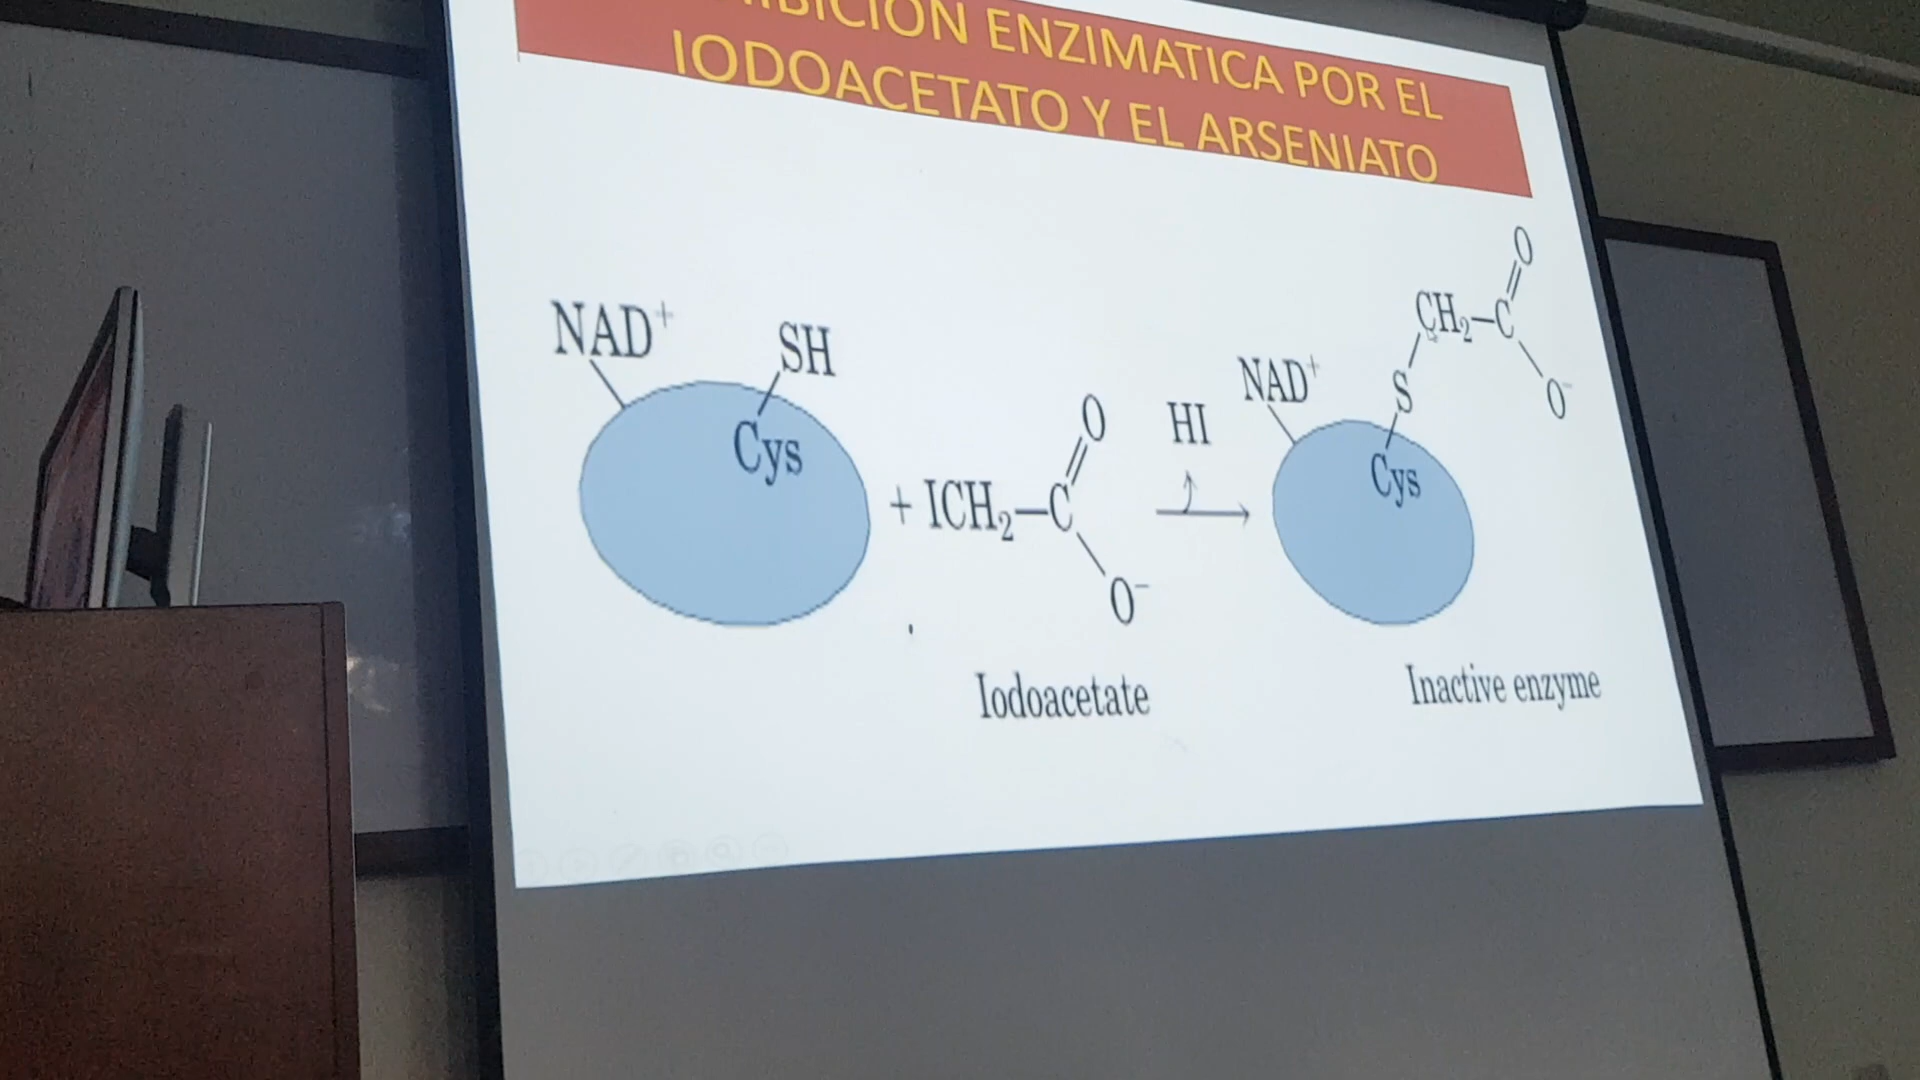 ENZIMATICA POR EL
IODOACETATO Y EL ARSENIATO
NAD⁺
SH
Cys
+ ICH₂–C
O
O⁻
HI
NAD⁺
S
CH₂–C
O
O⁻
Cys
Iodoacetate
Inactive enzyme